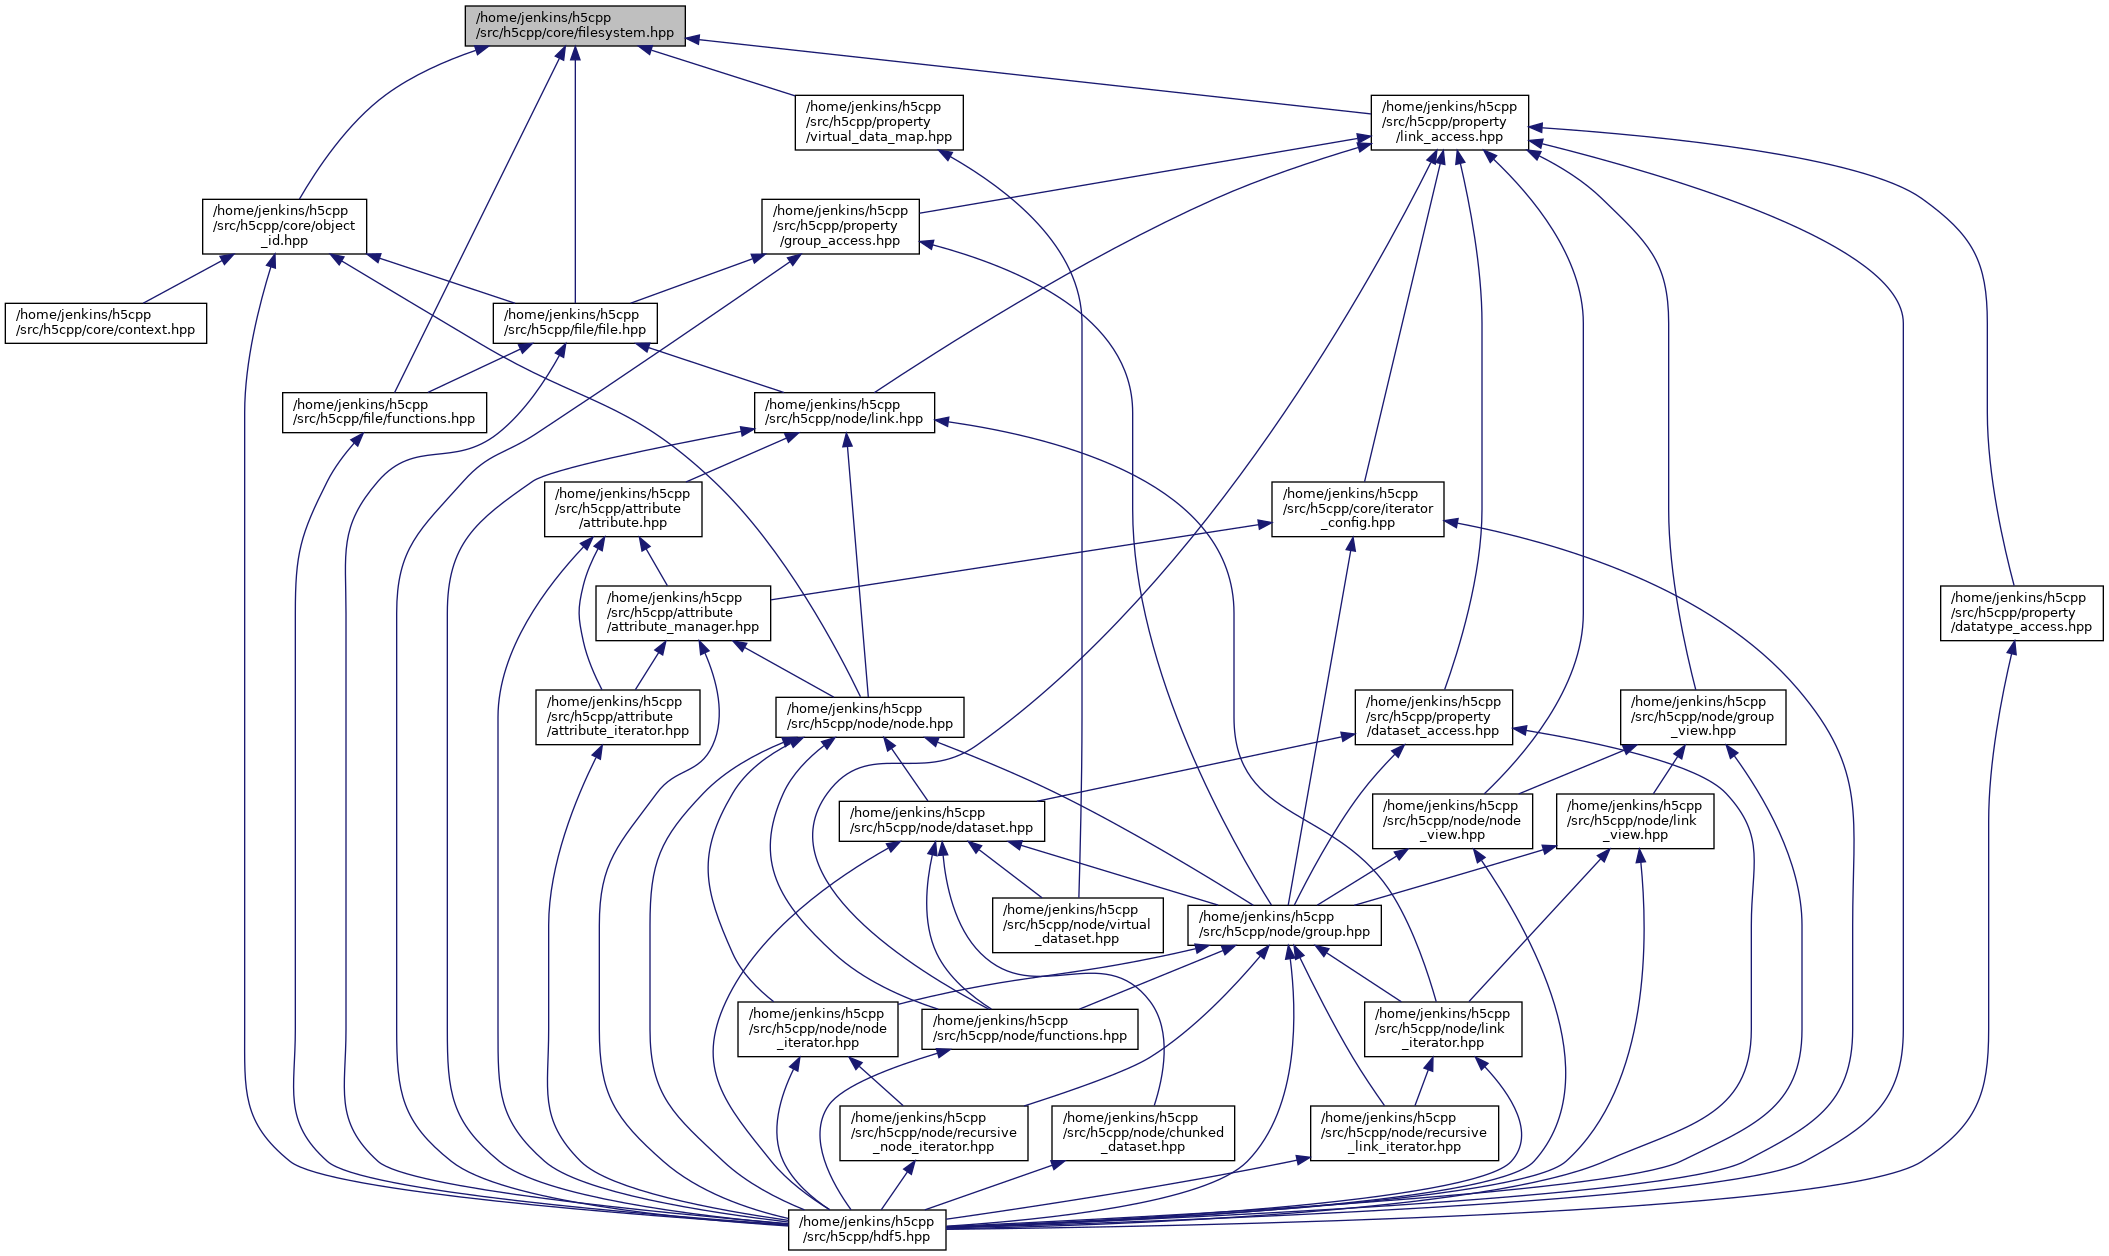 /home/jenkins/h5cpp
/src/h5cpp/core/filesystem.hpp
/home/jenkins/h5cpp
/src/h5cpp/property
/virtual_data_map.hpp
/home/jenkins/h5cpp
/src/h5cpp/property
/link_access.hpp
/home/jenkins/h5cpp
/src/h5cpp/core/object
_id.hpp
/home/jenkins/h5cpp
/src/h5cpp/property
/group_access.hpp
/home/jenkins/h5cpp
/src/h5cpp/core/context.hpp
/home/jenkins/h5cpp
/src/h5cpp/file/file.hpp
/home/jenkins/h5cpp
/src/h5cpp/file/functions.hpp
/home/jenkins/h5cpp
/src/h5cpp/node/link.hpp
/home/jenkins/h5cpp
/src/h5cpp/attribute
/attribute.hpp
/home/jenkins/h5cpp
/src/h5cpp/core/iterator
_config.hpp
/home/jenkins/h5cpp
/src/h5cpp/attribute
/attribute_manager.hpp
/home/jenkins/h5cpp
/src/h5cpp/property
/datatype_access.hpp
/home/jenkins/h5cpp
/src/h5cpp/attribute
/attribute_iterator.hpp
/home/jenkins/h5cpp
/src/h5cpp/node/node.hpp
/home/jenkins/h5cpp
/src/h5cpp/property
/dataset_access.hpp
/home/jenkins/h5cpp
/src/h5cpp/node/group
_view.hpp
/home/jenkins/h5cpp
/src/h5cpp/node/dataset.hpp
/home/jenkins/h5cpp
/src/h5cpp/node/node
_view.hpp
/home/jenkins/h5cpp
/src/h5cpp/node/link
_view.hpp
/home/jenkins/h5cpp
/src/h5cpp/node/virtual
_dataset.hpp
/home/jenkins/h5cpp
/src/h5cpp/node/group.hpp
/home/jenkins/h5cpp
/src/h5cpp/node/node
_iterator.hpp
/home/jenkins/h5cpp
/src/h5cpp/node/functions.hpp
/home/jenkins/h5cpp
/src/h5cpp/node/link
_iterator.hpp
/home/jenkins/h5cpp
/src/h5cpp/node/recursive
_node_iterator.hpp
/home/jenkins/h5cpp
/src/h5cpp/node/chunked
_dataset.hpp
/home/jenkins/h5cpp
/src/h5cpp/node/recursive
_link_iterator.hpp
/home/jenkins/h5cpp
/src/h5cpp/hdf5.hpp